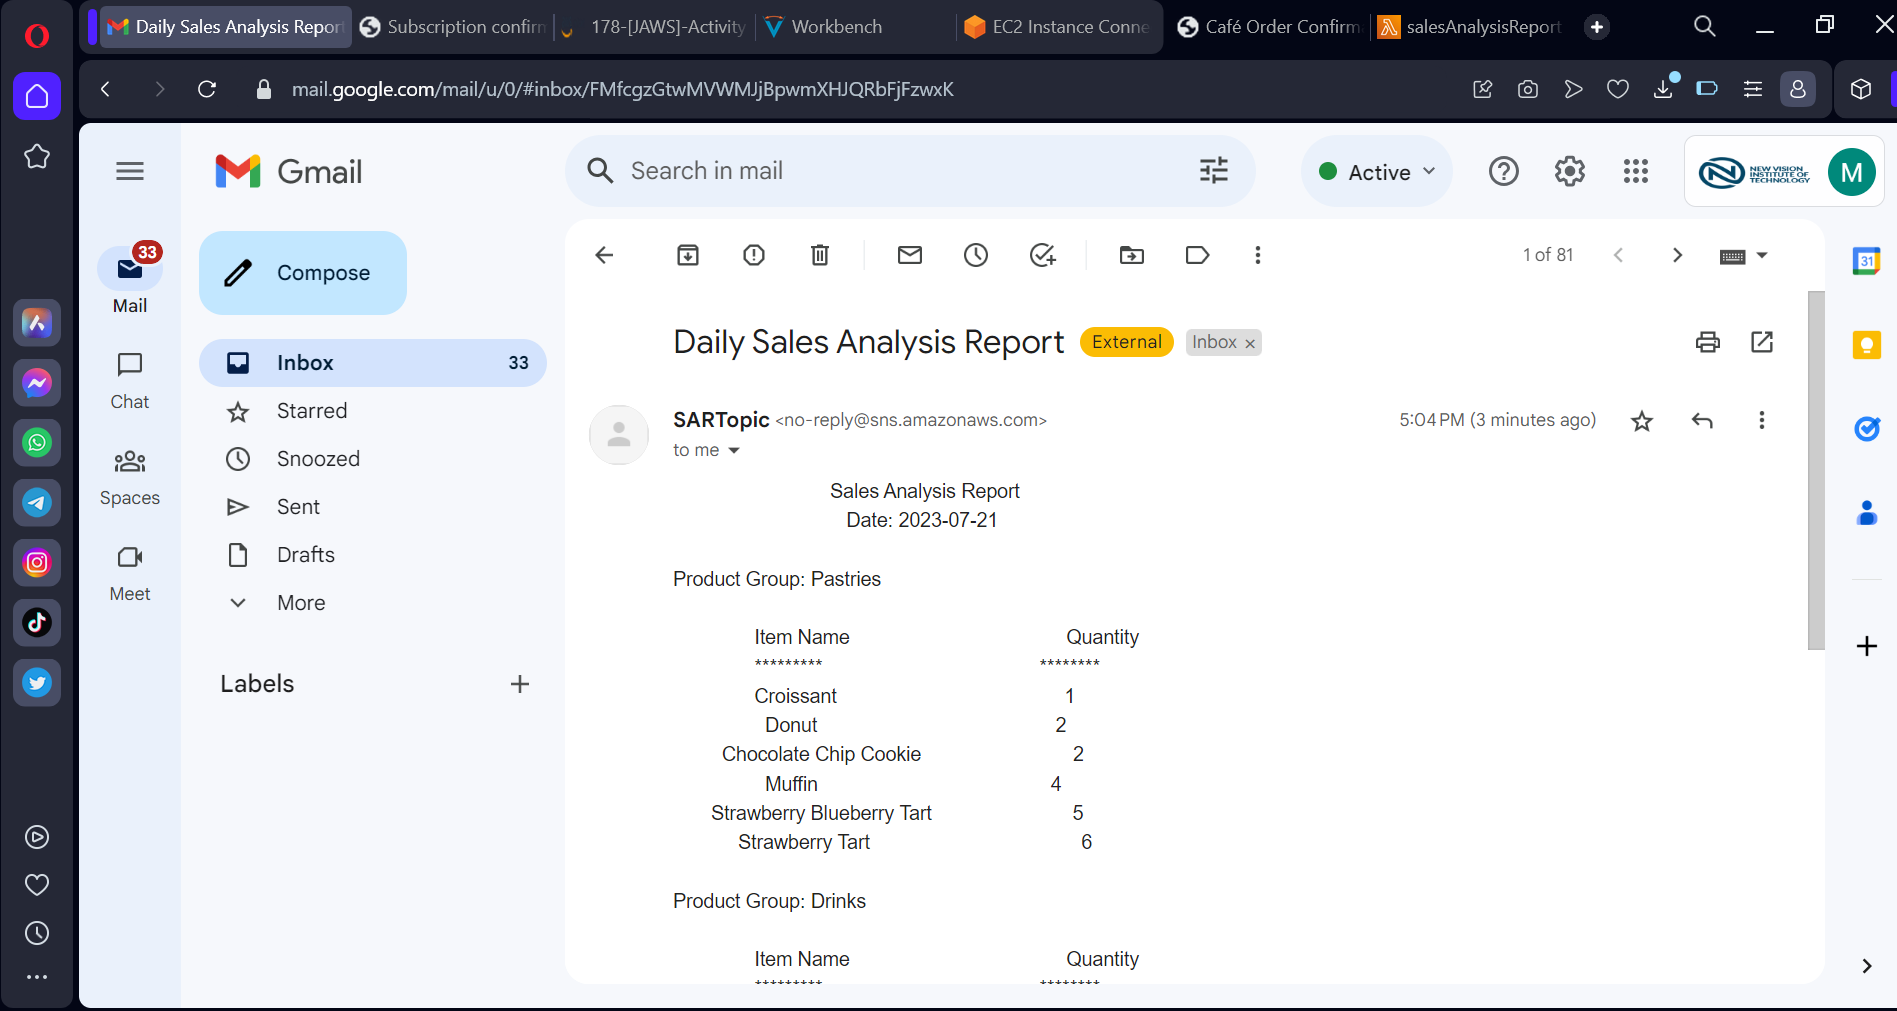 Daily Sales Analysis Repor
Subscription confirm
178-[JAWS]-Activity
Workbench
EC2 Instance Conne
Café Order Confirm
salesAnalysisReport
mail.google.com/mail/u/0/#inbox/FMfcgzGtwMVWMJjBpwmXHJQRbFjFzwxK
Gmail
Search in mail
Active
NEW VISION
INSTITUTE OF
TECHNOLOGY
M
33
Mail
Chat
Spaces
Meet
Compose
Inbox 33
Starred
Snoozed
Sent
Drafts
More
Labels
1 of 81
31
Daily Sales Analysis Report External Inbox ×
SARTopic <no-reply@sns.amazonaws.com> 5:04 PM (3 minutes ago)
to me
Sales Analysis Report
Date: 2023-07-21
Product Group: Pastries
Item Name Quantity
********* ********
Croissant 1
Donut 2
Chocolate Chip Cookie 2
Muffin 4
Strawberry Blueberry Tart 5
Strawberry Tart 6
Product Group: Drinks
Item Name Quantity
********* ********